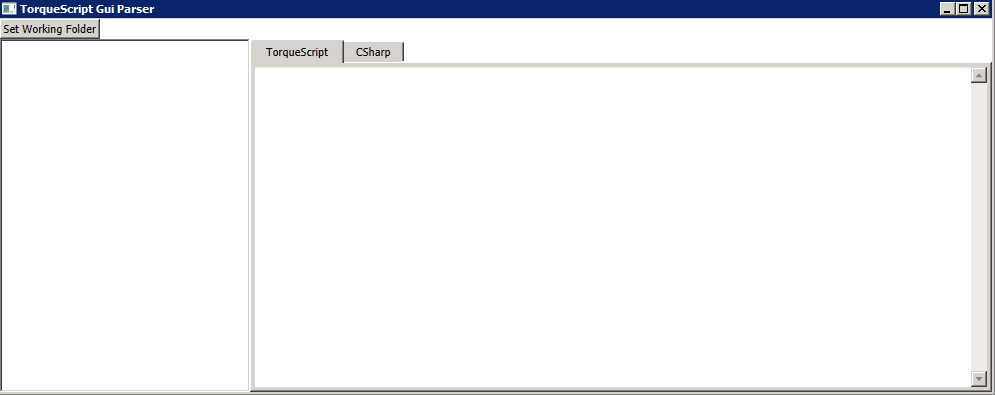 TorqueScript Gui Parser
Set Working Folder
TorqueScript CSharp